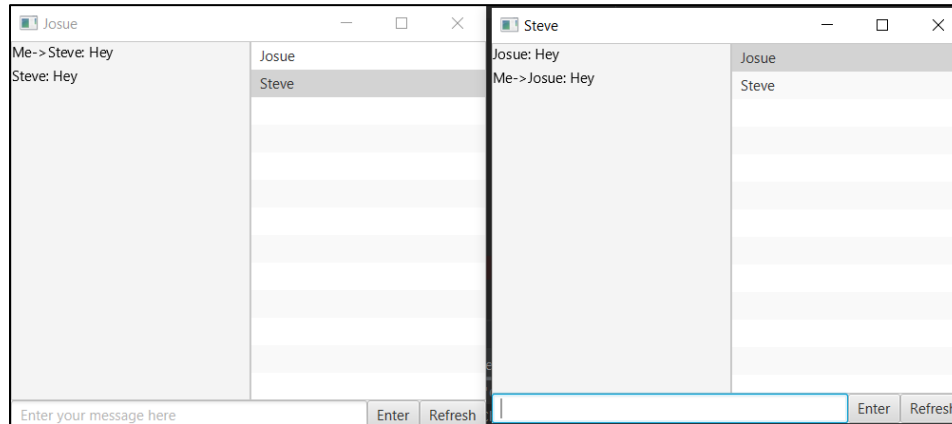 Josue
Me->Steve: Hey
Steve: Hey
Josue
Steve
Enter your message here
Enter
Refresh
Steve
Josue: Hey
Me->Josue: Hey
Josue
Steve
Enter
Refresh